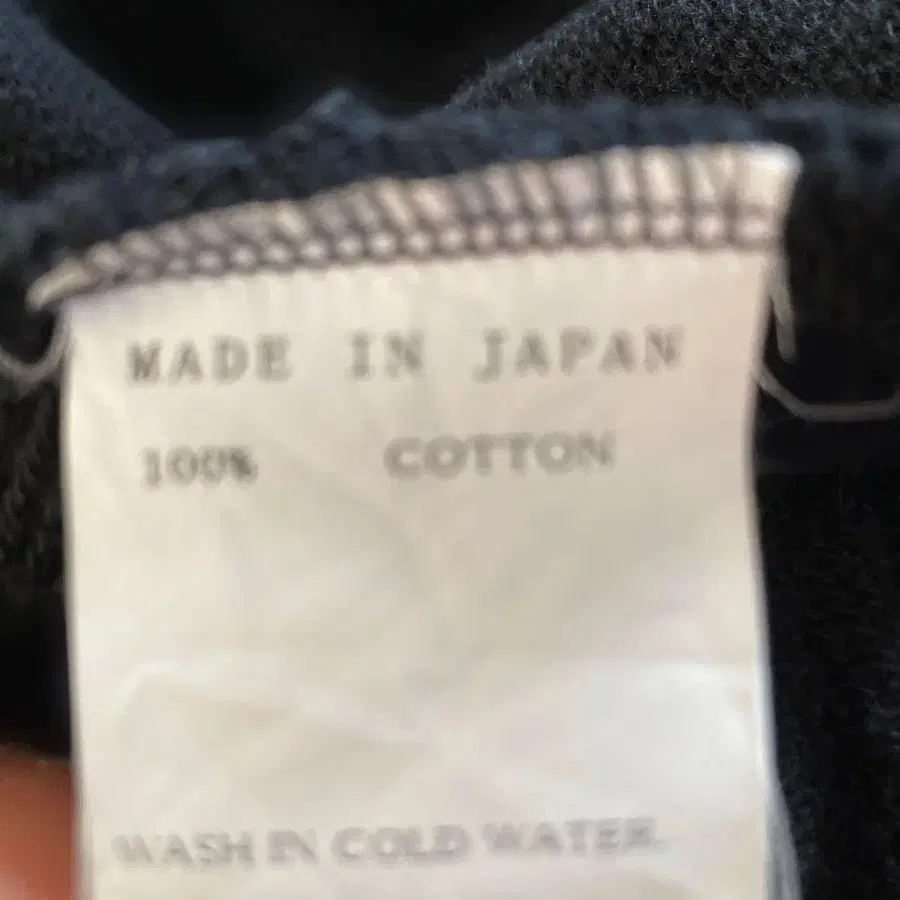 MADE IN JAPAN
100% COTTON
WASH IN COLD WATER.